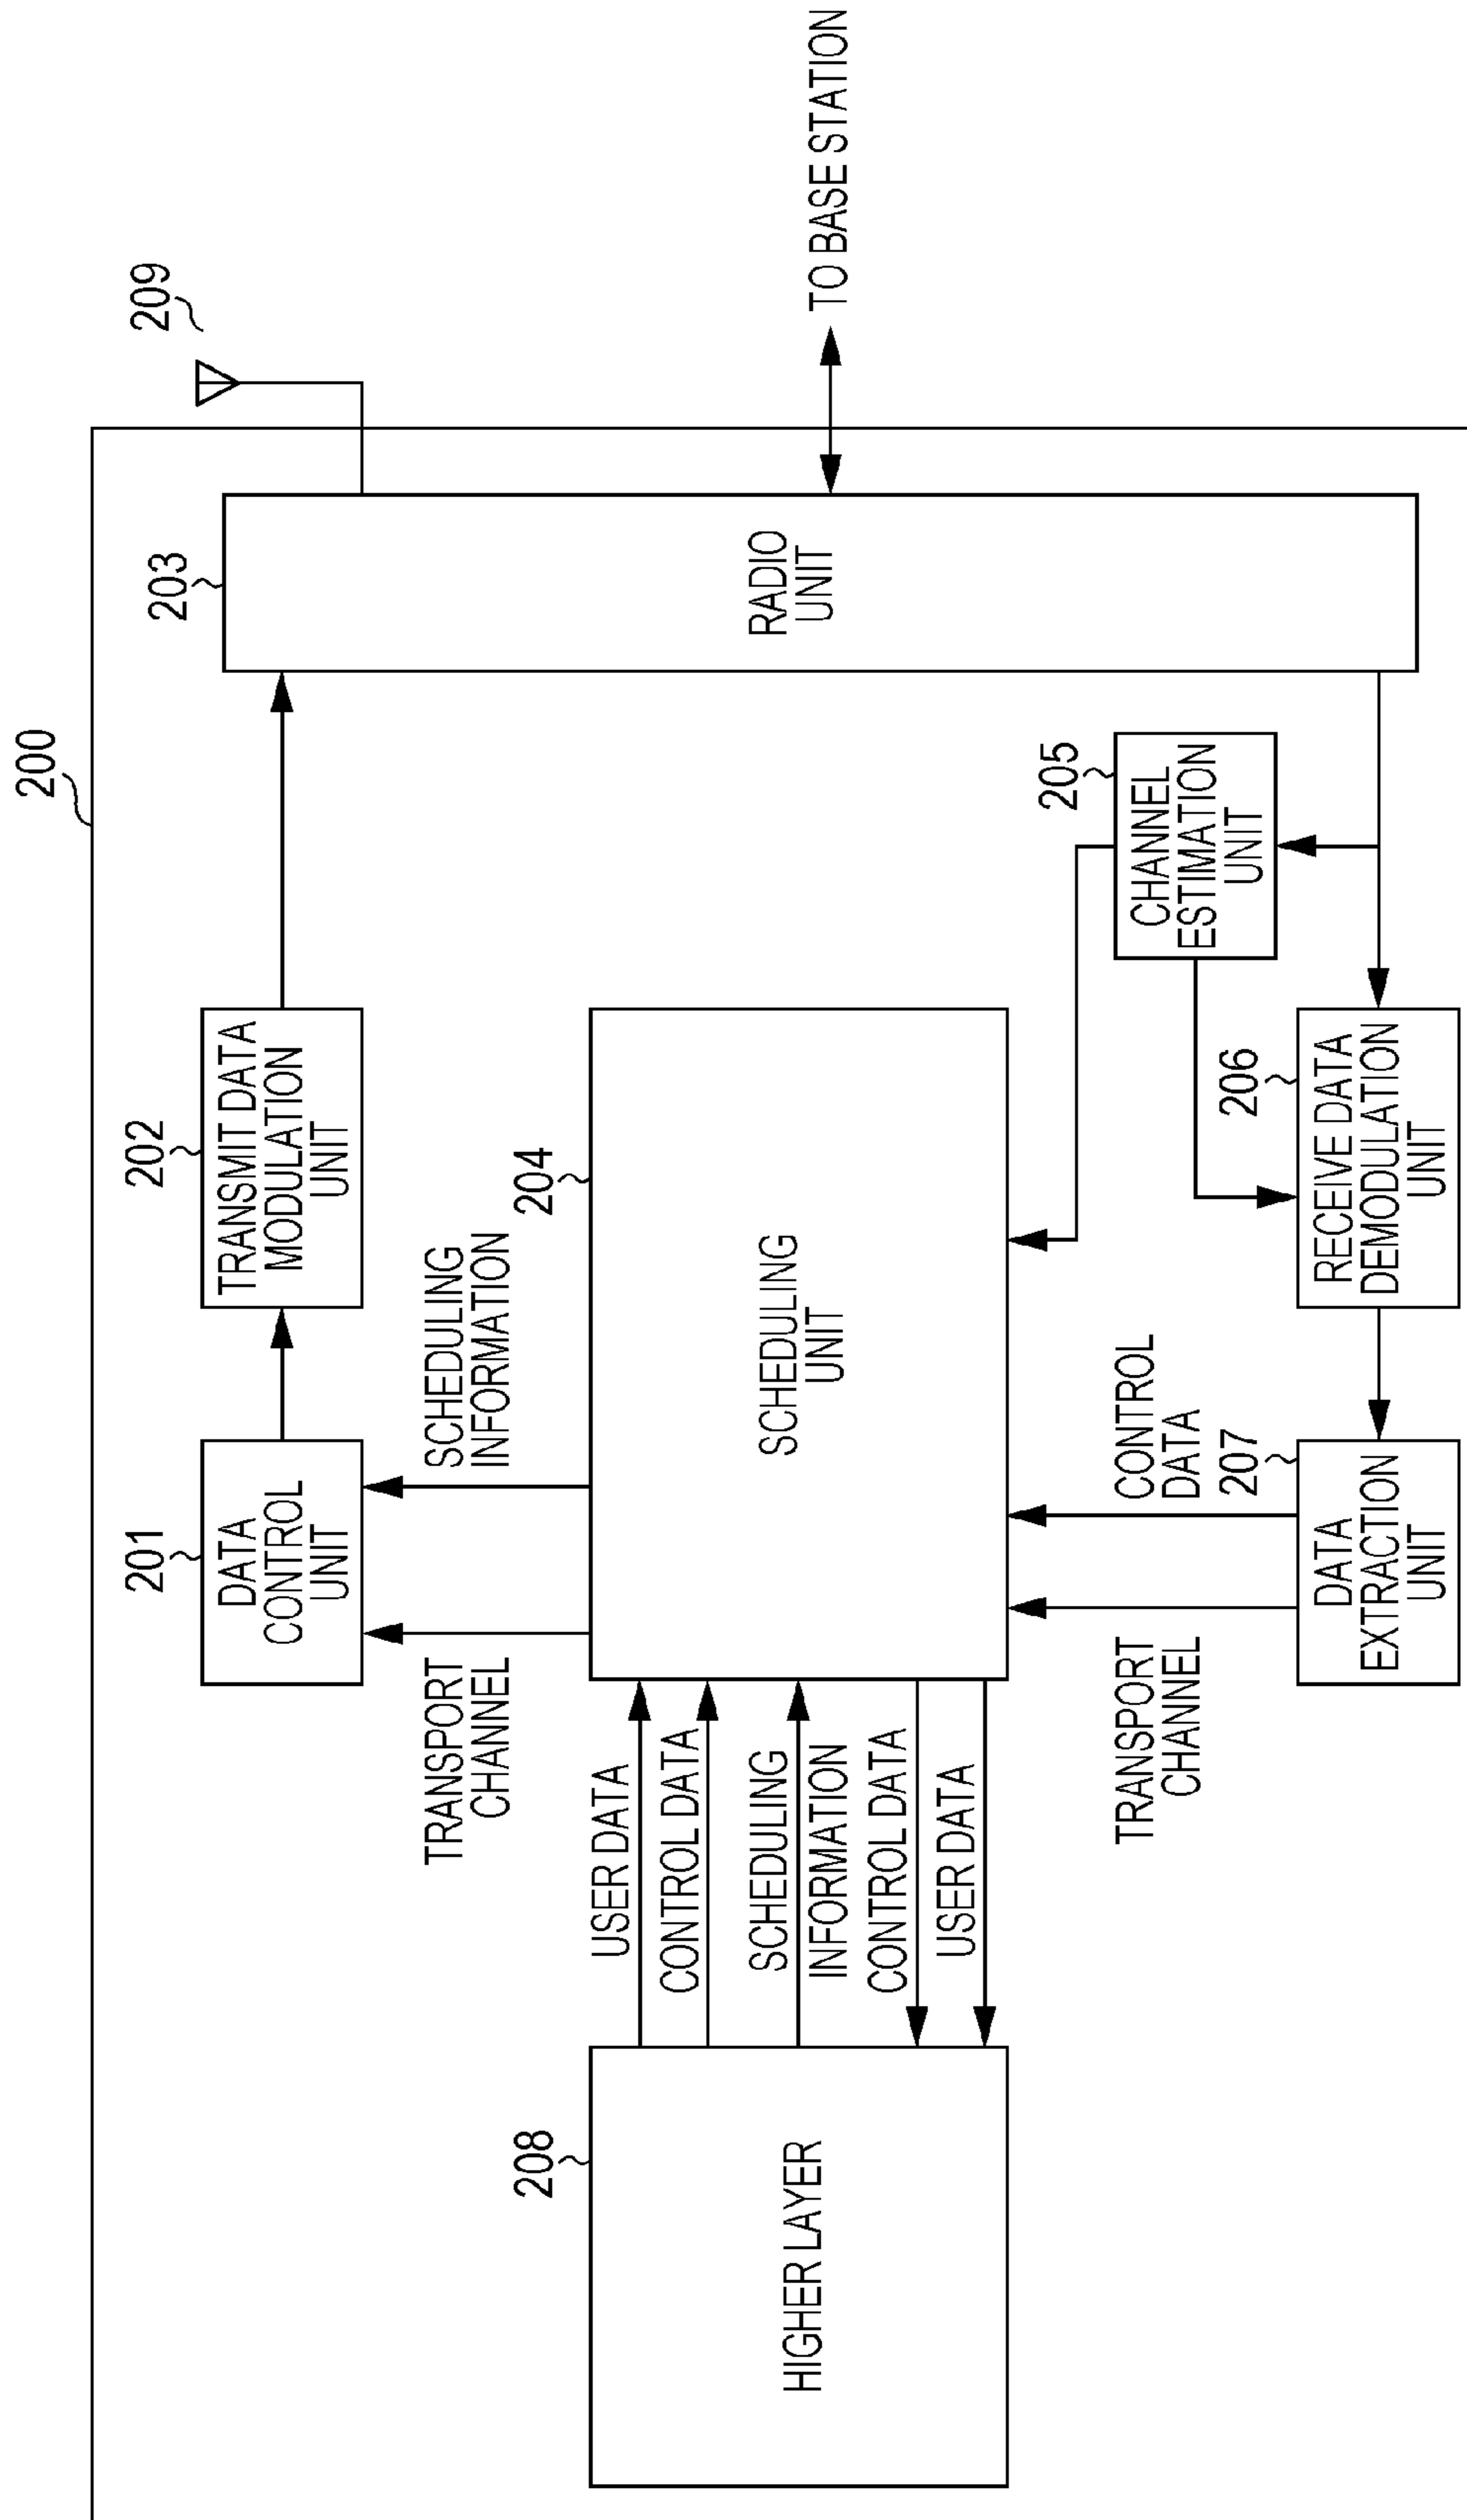 200
209
201
DATA
CONTROL
UNIT
202
TRANSMIT DATA
MODULATION
UNIT
203
RADIO
UNIT
TO BASE STATION
TRANSPORT
CHANNEL
SCHEDULING
INFORMATION
208
HIGHER LAYER
USER DATA
CONTROL DATA
SCHEDULING
INFORMATION
CONTROL DATA
USER DATA
204
SCHEDULING
UNIT
TRANSPORT
CHANNEL
CONTROL
DATA
205
CHANNEL
ESTIMATION
UNIT
207
DATA
EXTRACTION
UNIT
206
RECEIVE DATA
DEMODULATION
UNIT